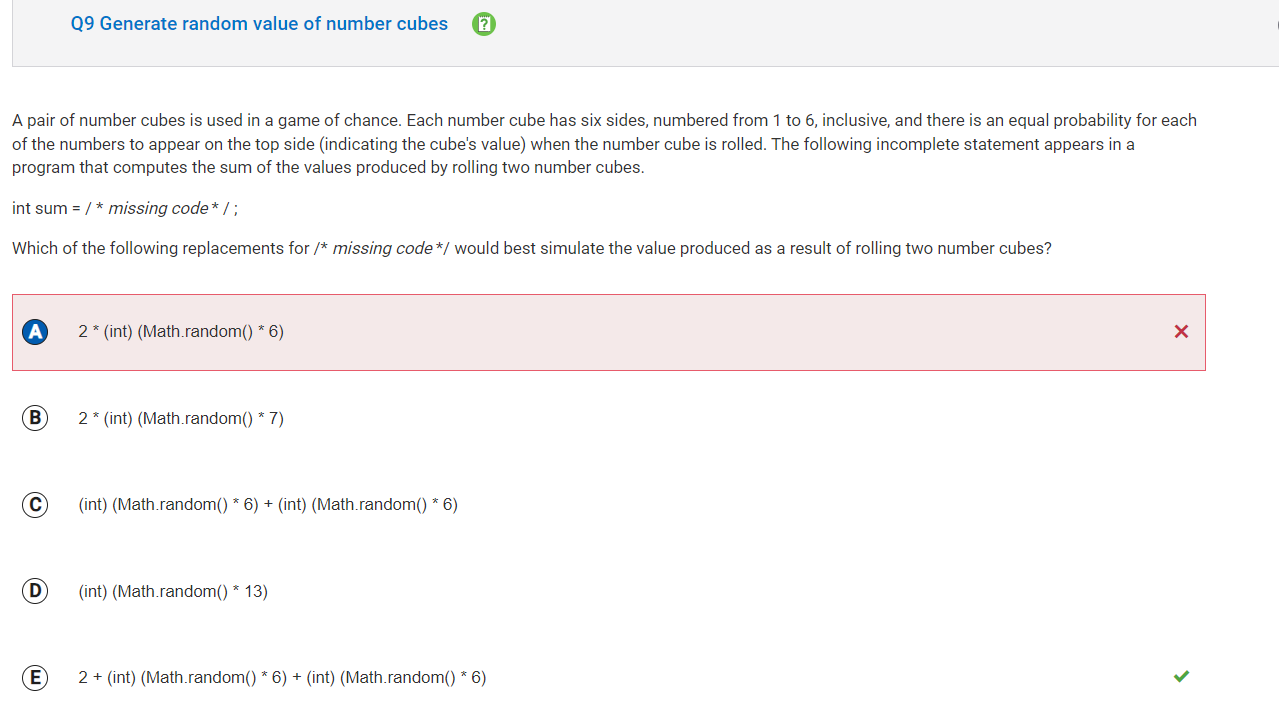 Q9 Generate random value of number cubes
A pair of number cubes is used in a game of chance. Each number cube has six sides, numbered from 1 to 6, inclusive, and there is an equal probability for each
of the numbers to appear on the top side (indicating the cube's value) when the number cube is rolled. The following incomplete statement appears in a
program that computes the sum of the values produced by rolling two number cubes.
int sum = / * missing code * / ;
Which of the following replacements for /* missing code */ would best simulate the value produced as a result of rolling two number cubes?
A 2 * (int) (Math.random() * 6)
B 2 * (int) (Math.random() * 7)
C (int) (Math.random() * 6) + (int) (Math.random() * 6)
D (int) (Math.random() * 13)
E 2 + (int) (Math.random() * 6) + (int) (Math.random() * 6)